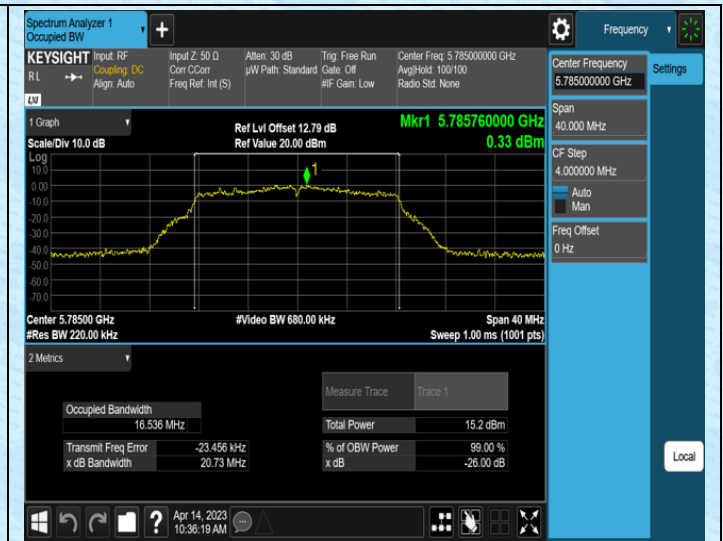 Spectrum Analyzer 1
Occupied BW
Frequency
KEYSIGHT
RL
Input: RF
Coupling: DC
Align: Auto
Input Z: 50 Ω
Corr CCorr
Freq Ref: Int (S)
Atten: 30 dB
µW Path: Standard
Trig: Free Run
Gate: Off
#IF Gain: Low
Center Freq: 5.785000000 GHz
Avg|Hold: 100/100
Radio Std: None
Center Frequency
5.785000000 GHz
Settings
Span
40.000 MHz
CF Step
4.000000 MHz
Auto
Man
Freq Offset
0 Hz
1 Graph
Scale/Div 10.0 dB
Ref Lvl Offset 12.79 dB
Ref Value 20.00 dBm
Mkr1 5.785760000 GHz
0.33 dBm
Log
10.0
0.00
-10.0
-20.0
-30.0
-40.0
-50.0
-60.0
-70.0
1
Center 5.78500 GHz
#Res BW 220.00 kHz
#Video BW 680.00 kHz
Span 40 MHz
Sweep 1.00 ms (1001 pts)
2 Metrics
Measure Trace
Trace 1
Occupied Bandwidth
16.536 MHz
Total Power
15.2 dBm
Transmit Freq Error
-23.456 kHz
% of OBW Power
99.00 %
x dB Bandwidth
20.73 MHz
x dB
-26.00 dB
Local
Apr 14, 2023
10:36:19 AM